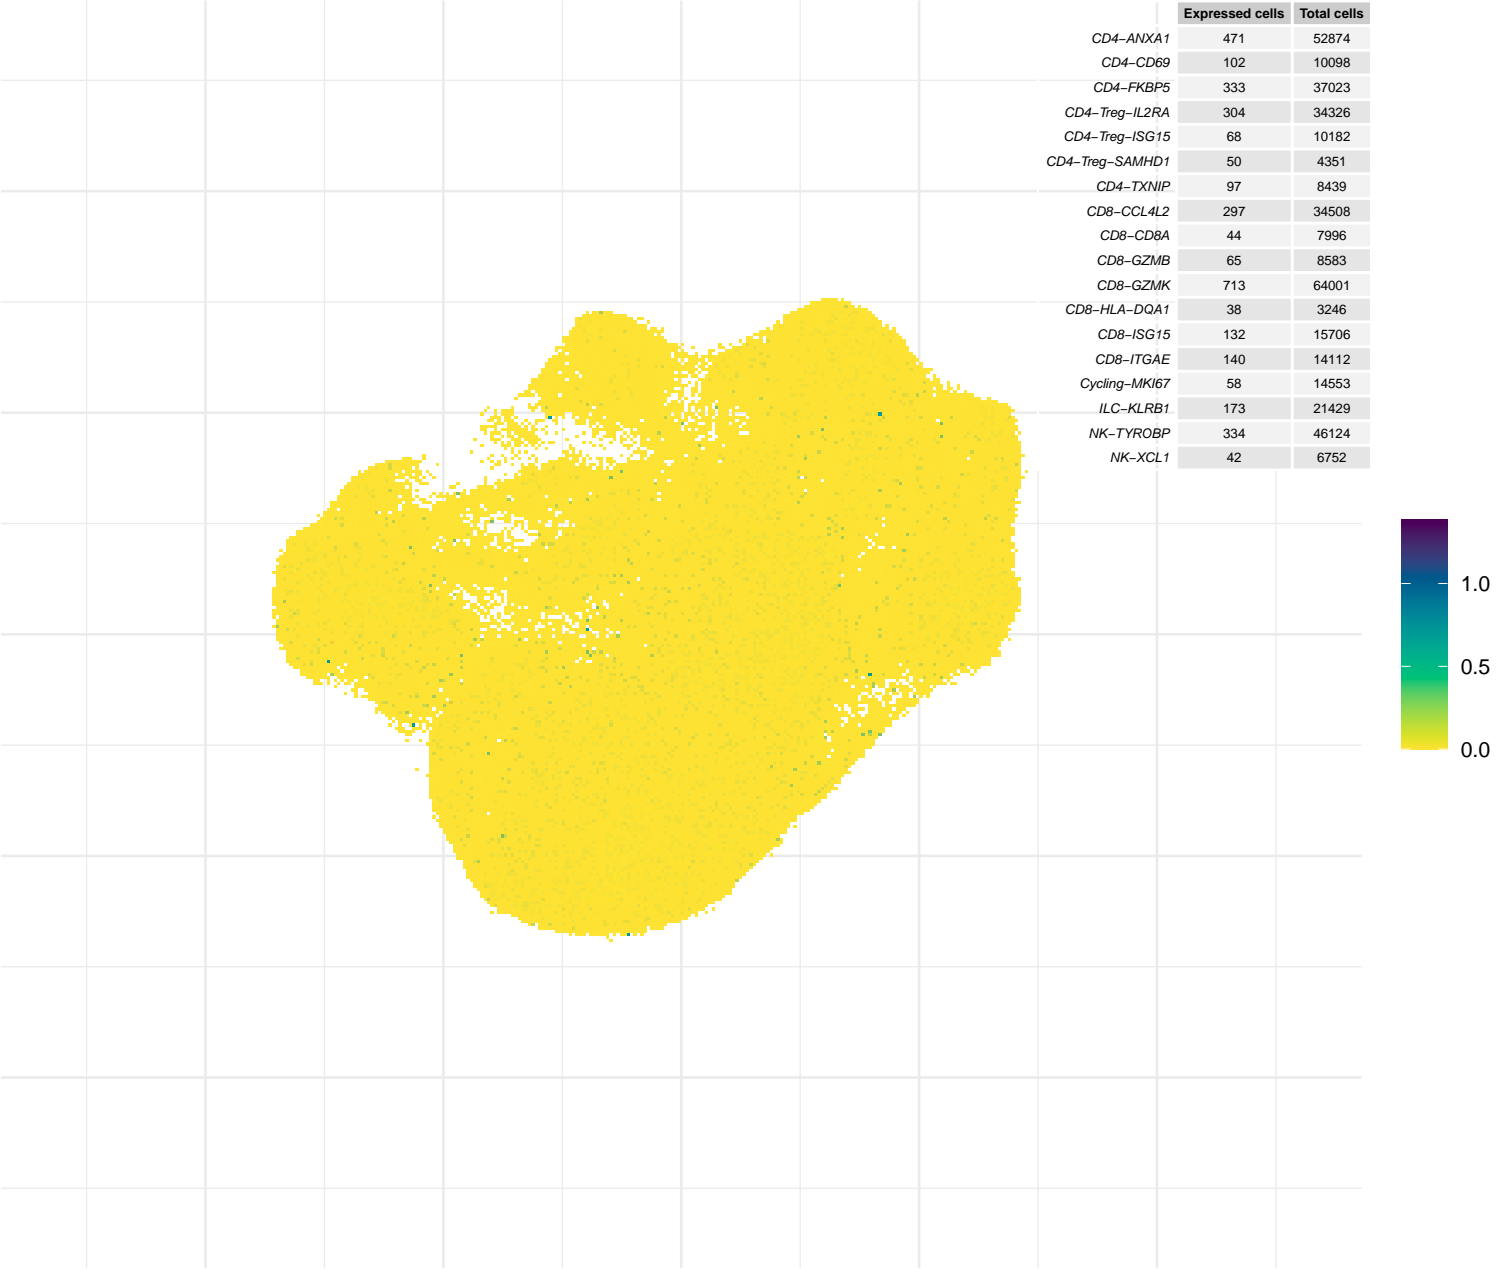 Expressed cells Total cells
CD4−ANXA1 471 52874
CD4−CD69 102 10098
CD4−FKBP5 333 37023
CD4−Treg−IL2RA 304 34326
CD4−Treg−ISG15 68 10182
CD4−Treg−SAMHD1 50 4351
CD4−TXNIP 97 8439
CD8−CCL4L2 297 34508
CD8−CD8A 44 7996
CD8−GZMB 65 8583
CD8−GZMK 713 64001
CD8−HLA−DQA1 38 3246
CD8−ISG15 132 15706
CD8−ITGAE 140 14112
Cycling−MKI67 58 14553
ILC−KLRB1 173 21429
NK−TYROBP 334 46124
NK−XCL1 42 6752
1.0
0.5
0.0